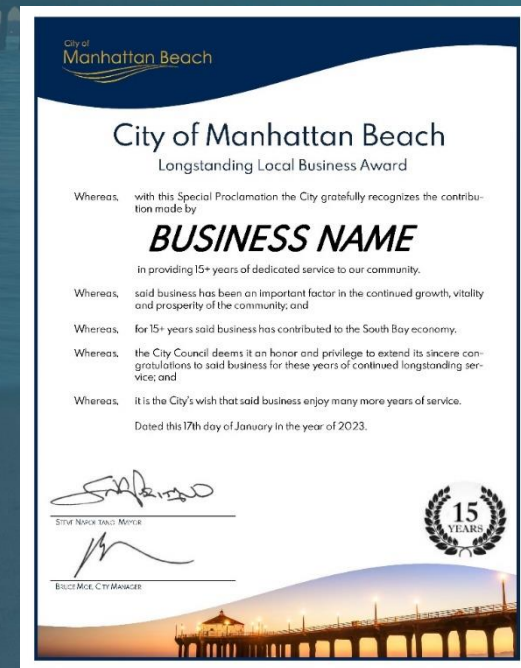 City of
Manhattan Beach
City of Manhattan Beach
Longstanding Local Business Award
Whereas, with this Special Proclamation the City gratefully recognizes the contribu-
tion made by
BUSINESS NAME
in providing 15+ years of dedicated service to our community.
Whereas, said business has been an important factor in the continued growth, vitality
and prosperity of the community; and
Whereas, for 15+ years said business has contributed to the South Bay economy.
Whereas, the City Council deems it an honor and privilege to extend its sincere con-
gratulations to said business for these years of continued longstanding ser-
vice; and
Whereas, it is the City's wish that said business enjoy many more years of service.
Dated this 17th day of January in the year of 2023.
STEVE NAPOLITANO, MAYOR
15
YEARS
BRUCE MOE, CITY MANAGER